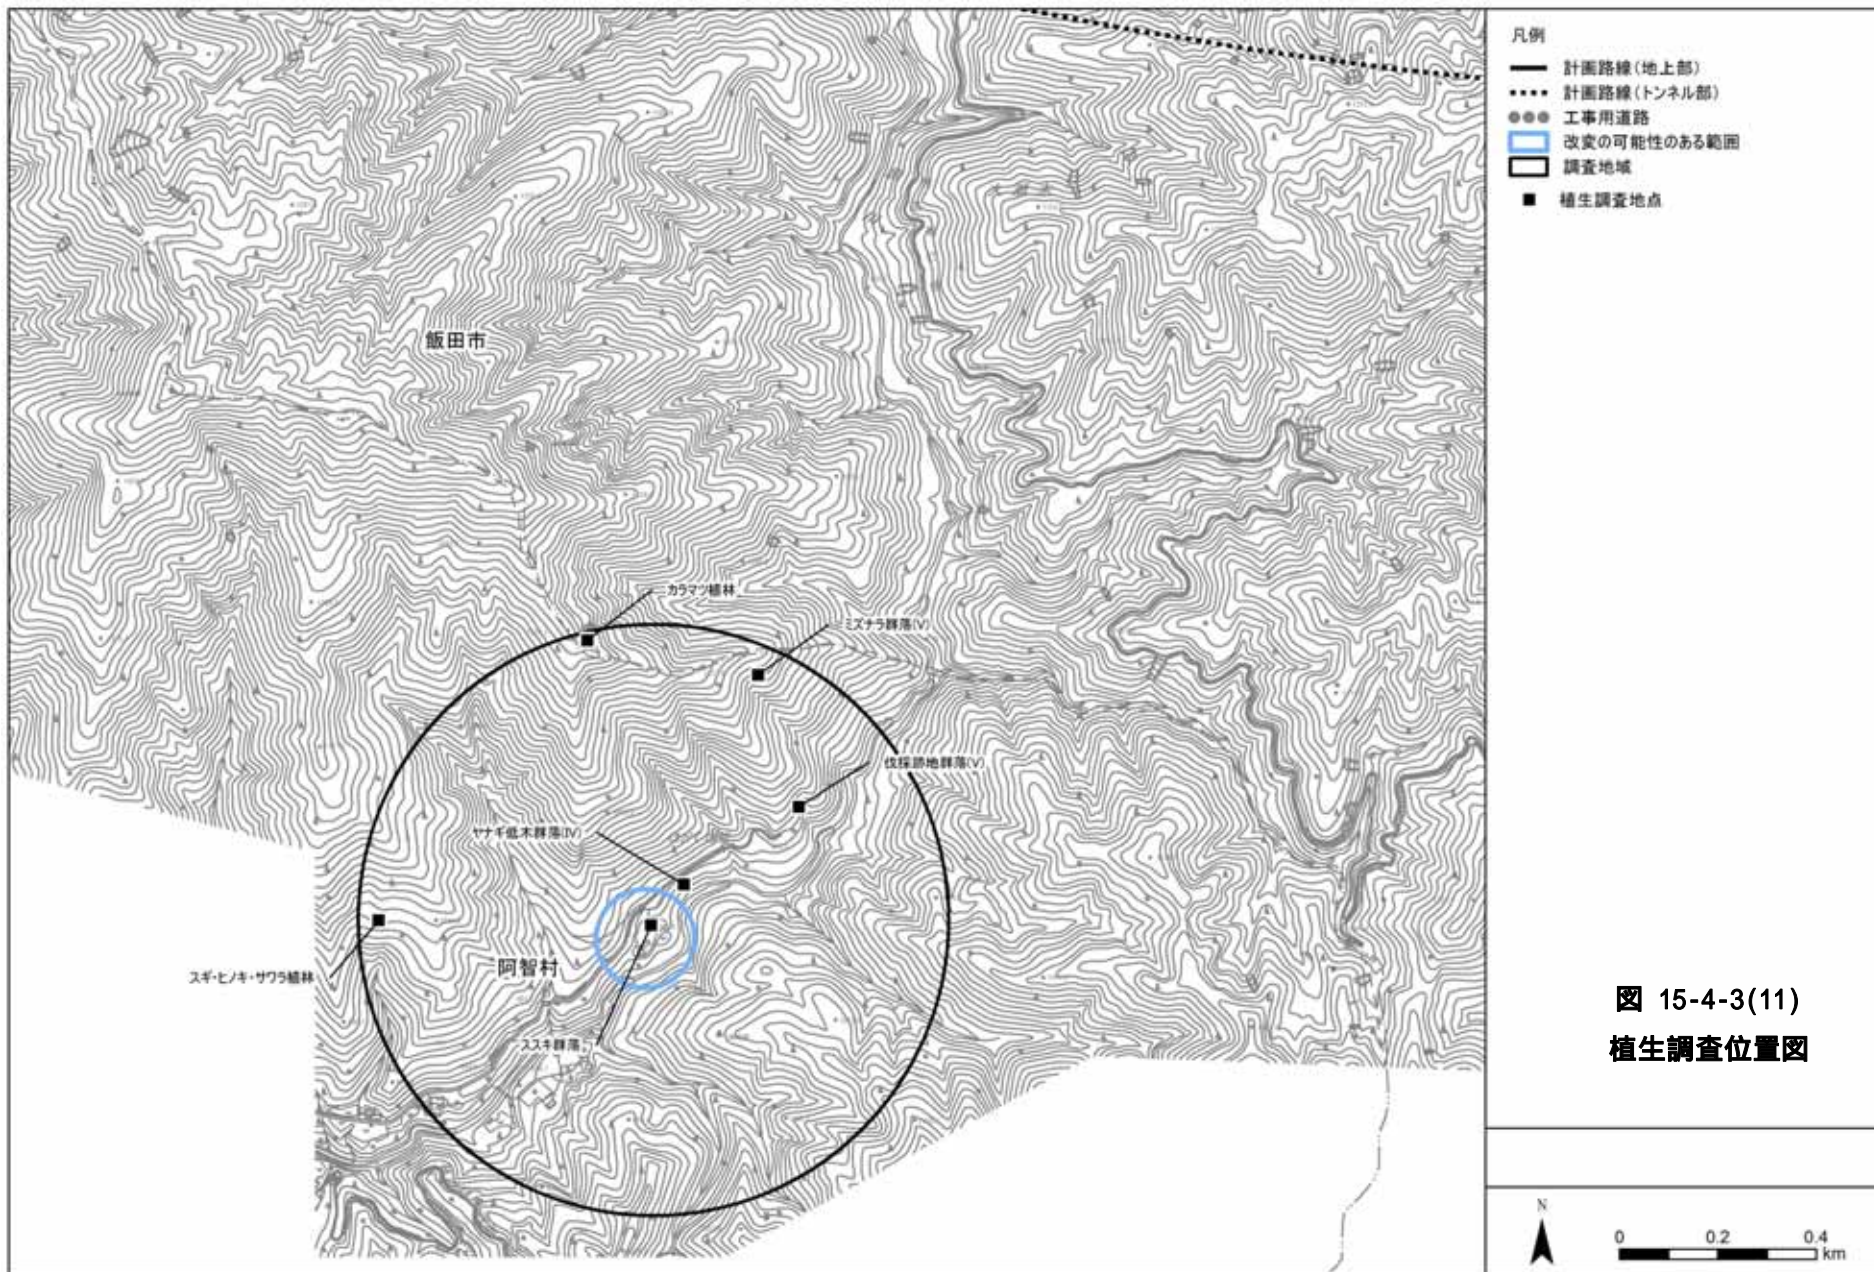 凡例
計画路線(地上部)
計画路線(トンネル部)
工事用道路
改変の可能性のある範囲
調査地域
植生調査地点
飯田市
カラマツ植林
ミズナラ群落(V)
伐採跡地群落(V)
ヤナギ低木群落(IV)
スギ・ヒノキ・サワラ植林
阿智村
ススキ群落
図 15-4-3(11)
植生調査位置図
N
0 0.2 0.4
km